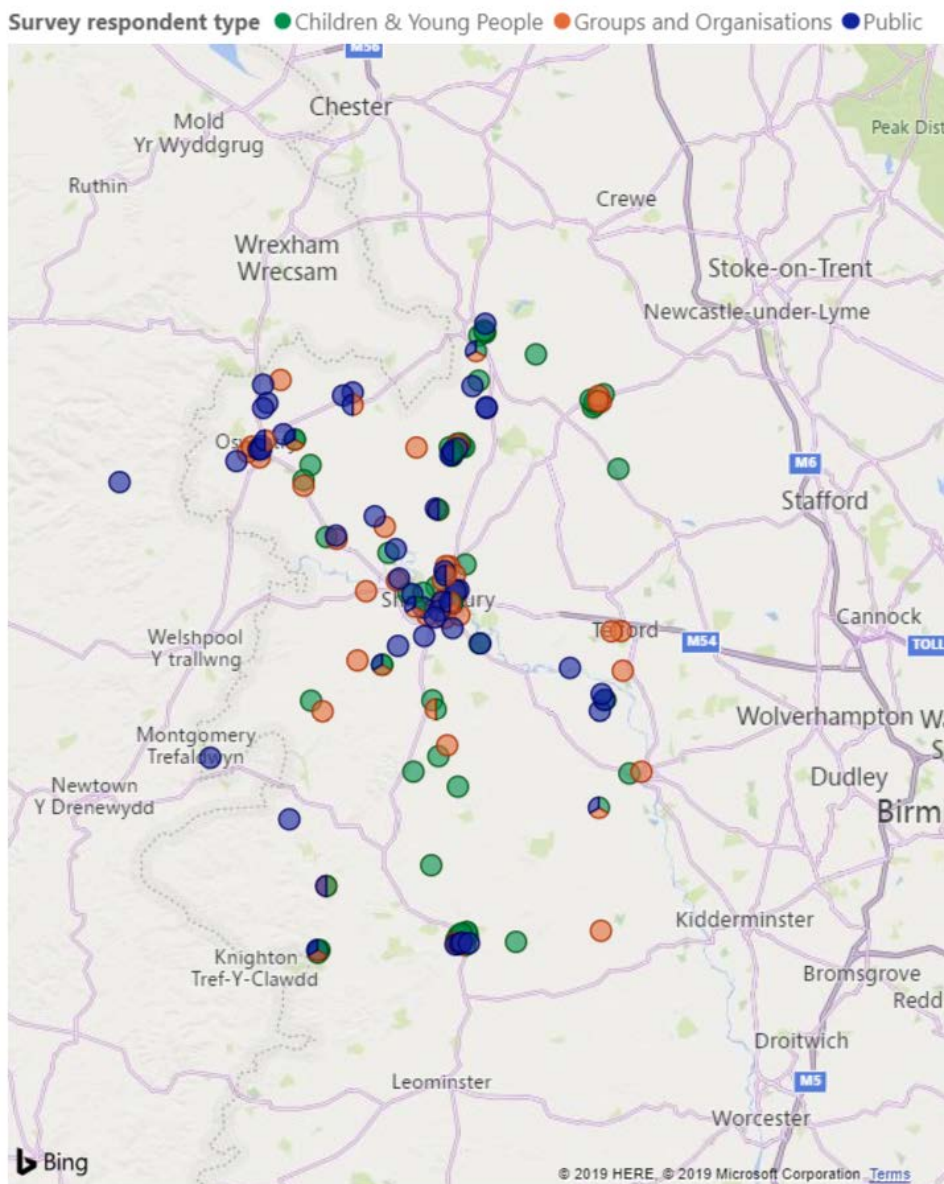 Survey respondent type Children & Young People Groups and Organisations Public
M56
Chester
Mold
Yr Wyddgrug
Peak Dist
Ruthin
Crewe
Wrexham
Wrecsam
Stoke-on-Trent
Newcastle-under-Lyme
M6
Stafford
Cannock
Welshpool
Y trallwng
M54
TOLL
Montgomery
Trefaldwyn
Wolverhampton
Newtown
Y Drenewydd
Dudley
Birm
Kidderminster
Knighton
Tref-Y-Clawdd
Bromsgrove
Redd
Droitwich
Leominster
M5
Worcester
Bing
© 2019 HERE, © 2019 Microsoft Corporation Terms